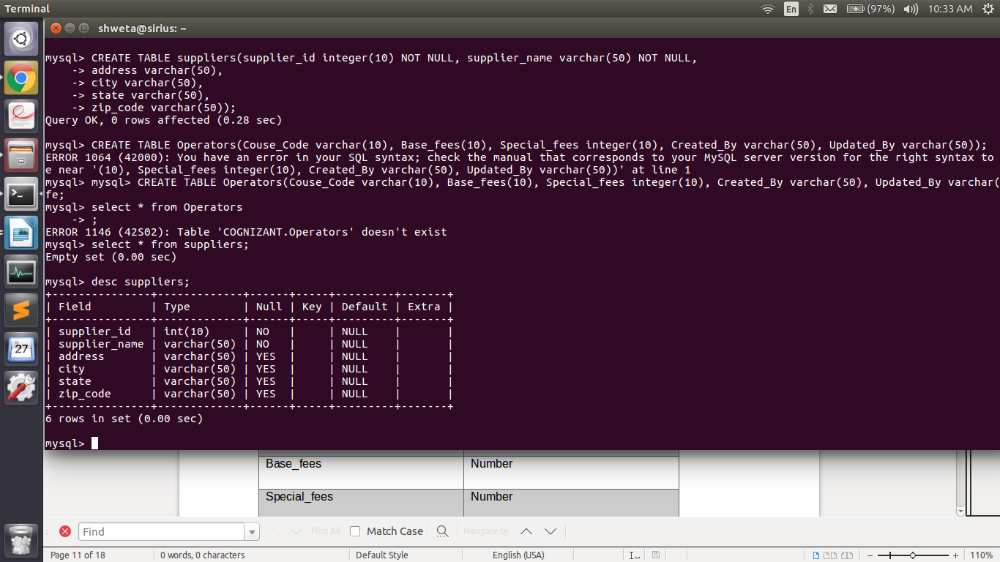 Terminal
En
(97%)
10:33 AM
shweta@sirius: ~
mysql> CREATE TABLE suppliers(supplier_id integer(10) NOT NULL, supplier_name varchar(50) NOT NULL,
    -> address varchar(50),
    -> city varchar(50),
    -> state varchar(50),
    -> zip_code varchar(50));
Query OK, 0 rows affected (0.28 sec)
mysql> CREATE TABLE Operators(Couse_Code varchar(10), Base_fees(10), Special_fees integer(10), Created_By varchar(50), Updated_By varchar(50));
ERROR 1064 (42000): You have an error in your SQL syntax; check the manual that corresponds to your MySQL server version for the right syntax to
e near '(10), Special_fees integer(10), Created_By varchar(50), Updated_By varchar(50))' at line 1
mysql> mysql> CREATE TABLE Operators(Couse_Code varchar(10), Base_fees(10), Special_fees integer(10), Created_By varchar(50), Updated_By varchar(
fe;
mysql> select * from Operators
    -> ;
ERROR 1146 (42S02): Table 'COGNIZANT.Operators' doesn't exist
mysql> select * from suppliers;
Empty set (0.00 sec)
mysql> desc suppliers;
+---------------+-------------+------+-----+---------+-------+
| Field         | Type        | Null | Key | Default | Extra |
+---------------+-------------+------+-----+---------+-------+
| supplier_id   | int(10)     | NO   |     | NULL    |       |
| supplier_name | varchar(50) | NO   |     | NULL    |       |
| address       | varchar(50) | YES  |     | NULL    |       |
| city          | varchar(50) | YES  |     | NULL    |       |
| state         | varchar(50) | YES  |     | NULL    |       |
| zip_code      | varchar(50) | YES  |     | NULL    |       |
+---------------+-------------+------+-----+---------+-------+
6 rows in set (0.00 sec)
mysql>
27
Base_fees Number
Special_fees Number
Find Find All Match Case Navigate by
Page 11 of 18 0 words, 0 characters Default Style English (USA) 110%